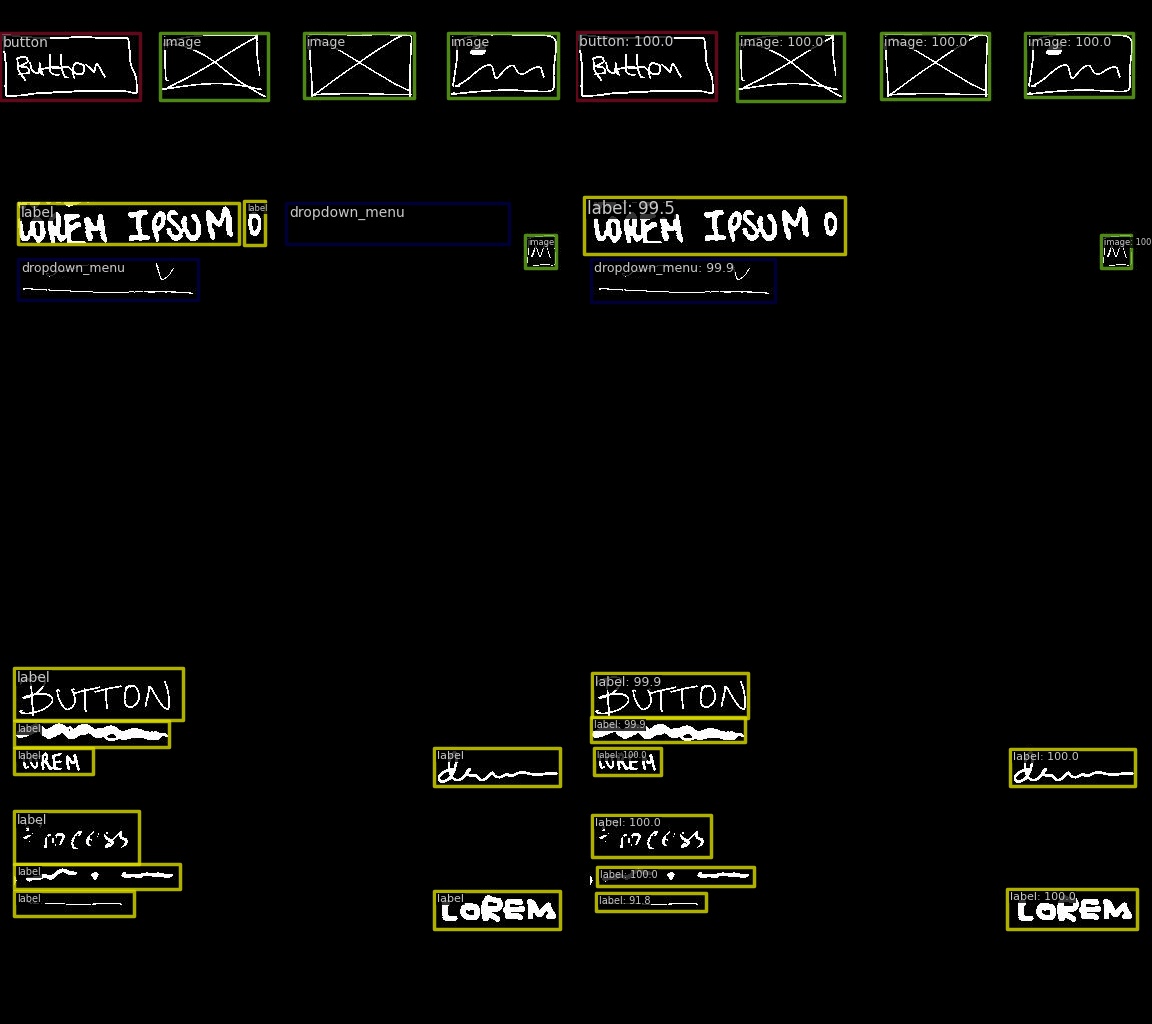 button image image image button: 100.0 image: 100.0 image: 100.0 image: 100.0
Button Button
label label dropdown_menu label: 99.5
LOREM IPSUM O LOREM IPSUM O
image image: 100
dropdown_menu dropdown_menu: 99.9
label label: 99.9
BUTTON BUTTON
label label: 99.9
label label: 100.0
LOREM LOREM
label label: 100.0
label label: 100.0
label label: 100.0
label label: 91.8
label label: 100.0
LOREM LOREM